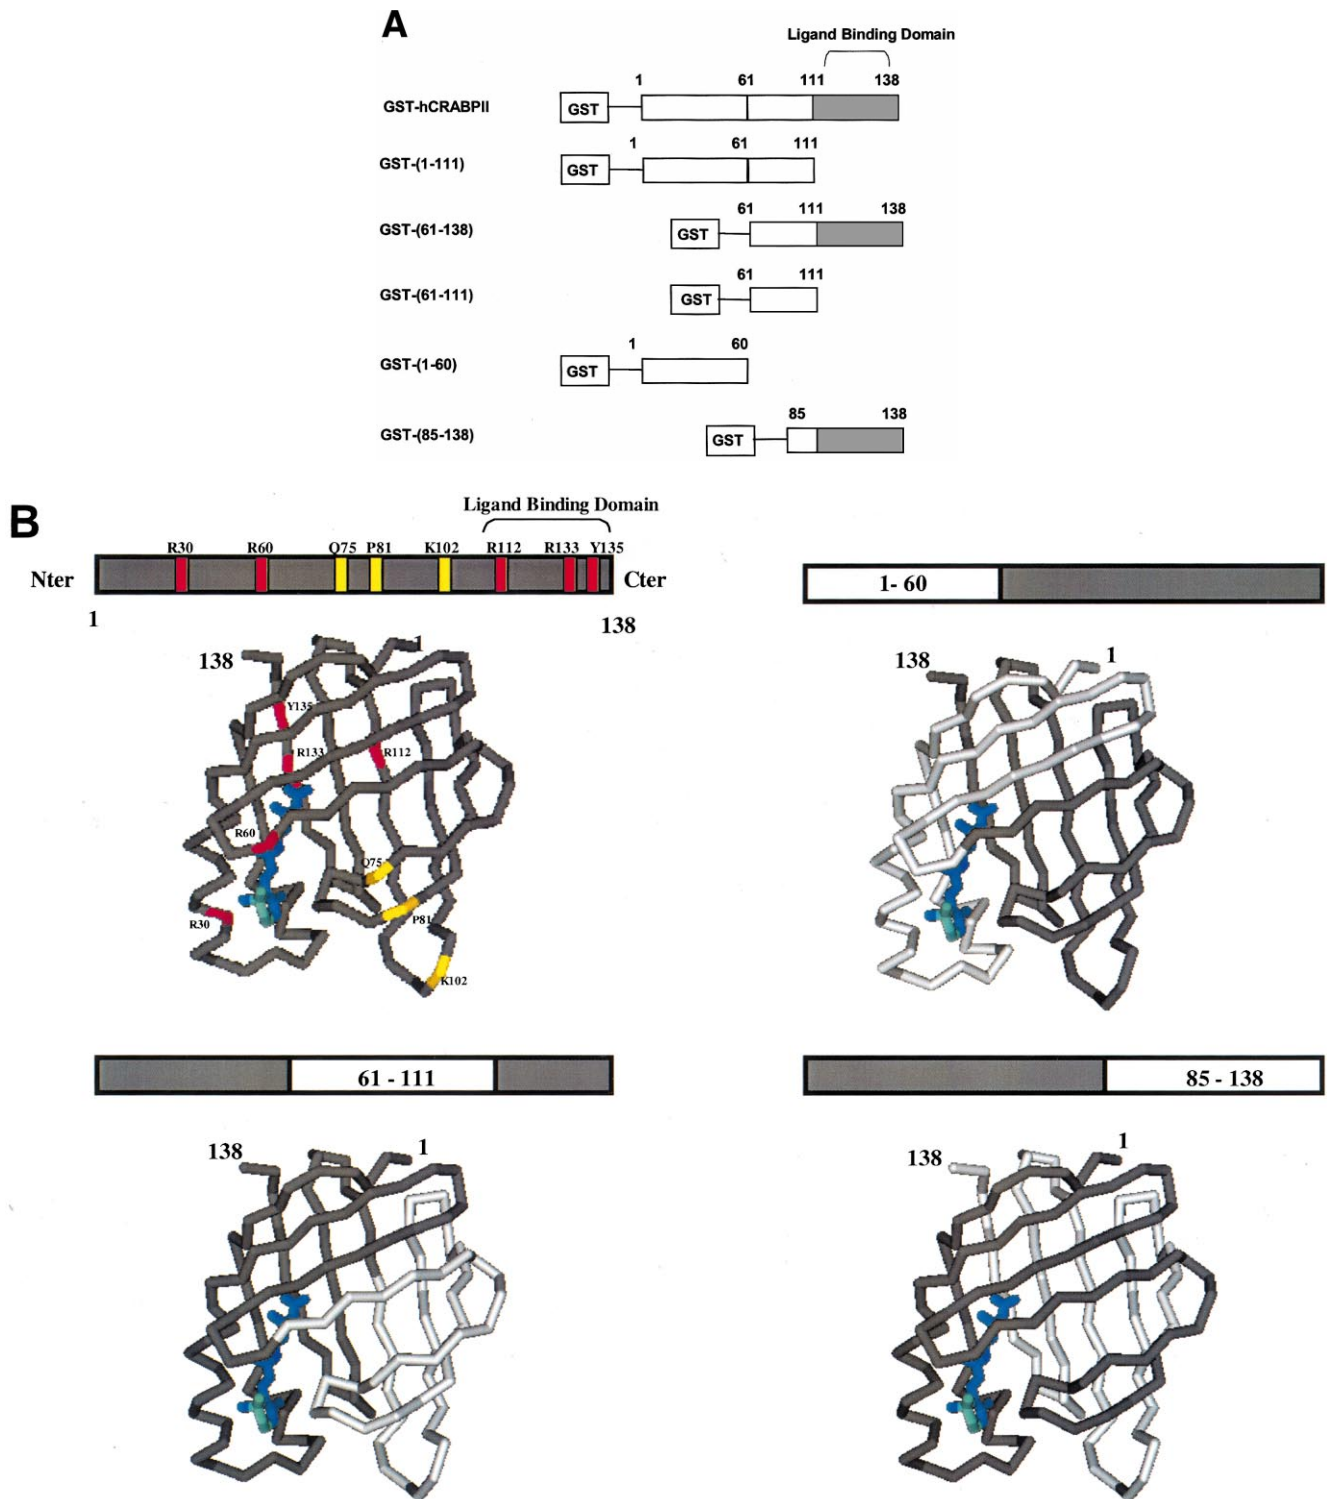 A
Ligand Binding Domain
1 61 111 138
GST-hCRABPII GST
1 61 111
GST-(1-111) GST
61 111 138
GST-(61-138) GST
61 111
GST-(61-111) GST
1 60
GST-(1-60) GST
85 138
GST-(85-138) GST
B
Ligand Binding Domain
R30 R60 Q75 P81 K102 R112 R133 Y135
Nter Cter
1 138
138 1
Y135
R133 R112
R60
Q75
R30 P81
K102
1- 60
138 1
61 - 111
138 1
85 - 138
138 1